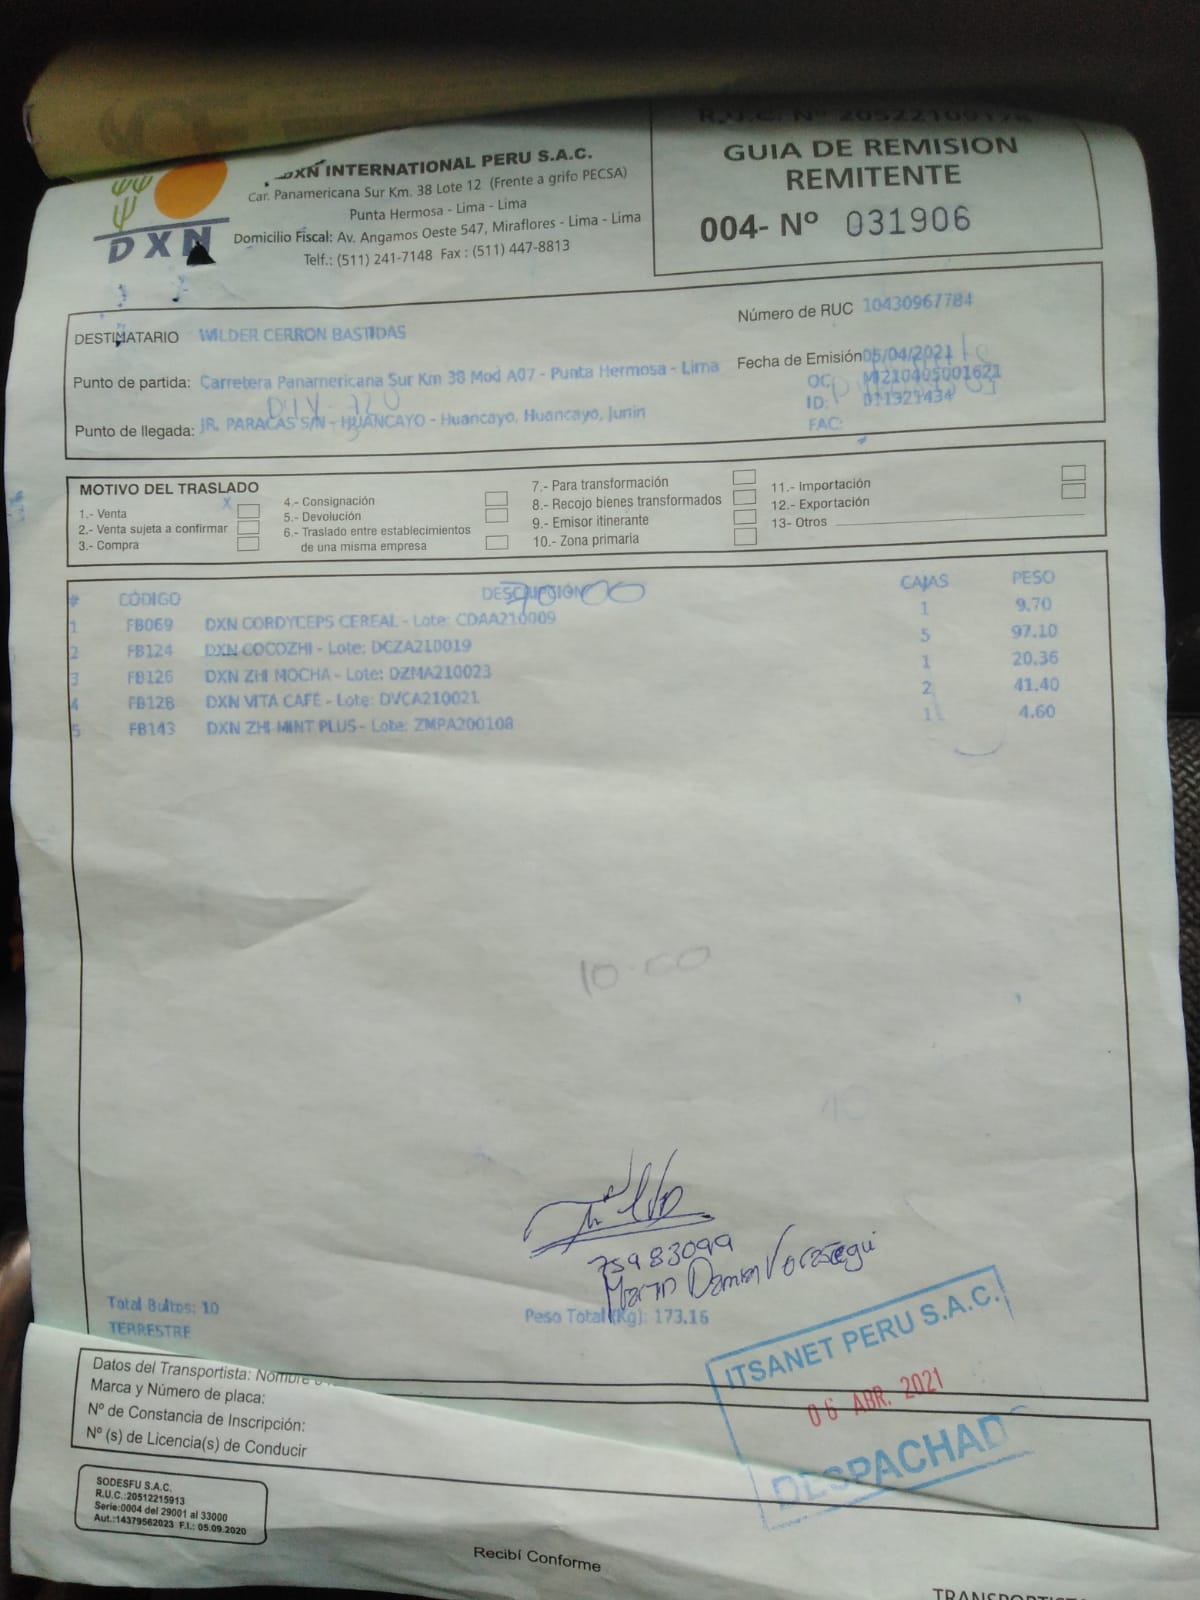 DXN
DXN INTERNATIONAL PERU S.A.C.
Car. Panamericana Sur Km. 38 Lote 12 (Frente a grifo PECSA)
Punta Hermosa - Lima - Lima
Domicilio Fiscal: Av. Angamos Oeste 547, Miraflores - Lima - Lima
Telf.: (511) 241-7148 Fax : (511) 447-8813
R.U.C. Nº
GUIA DE REMISION
REMITENTE
004- Nº 031906
DESTINATARIO WILDER CERRON BASTIDAS
Número de RUC 10430967784
Punto de partida: Carretera Panamericana Sur Km 38 Mod A07 - Punta Hermosa - Lima
Fecha de Emisión 05/04/2021
OC: MI210405001621
ID: 011321434
FAC:
Punto de llegada: JR. PARACAS S/N - HUANCAYO - Huancayo, Huancayo, Junin
MOTIVO DEL TRASLADO
1.- Venta X
2.- Venta sujeta a confirmar
3.- Compra
4.- Consignación
5.- Devolución
6.- Traslado entre establecimientos
de una misma empresa
7.- Para transformación
8.- Recojo bienes transformados
9.- Emisor itinerante
10.- Zona primaria
11.- Importación
12.- Exportación
13- Otros
# CÓDIGO DESCRIPCIÓN CAJAS PESO
1 FB069 DXN CORDYCEPS CEREAL - Lote: CDAA210009 1 9.70
2 FB124 DXN COCOZHI - Lote: DCZA210019 5 97.10
3 FB126 DXN ZHI MOCHA - Lote: DZMA210023 1 20.36
4 FB128 DXN VITA CAFE - Lote: DVCA210021 2 41.40
5 FB143 DXN ZHI MINT PLUS - Lote: ZMPA200108 1 4.60
10.00
10
75983099
Martin Damian
Total Bultos: 10
Peso Total (Kg): 173.16
TERRESTRE
ITSANET PERU S.A.C.
06 ABR. 2021
DESPACHAD
Datos del Transportista: Nombre
Marca y Número de placa:
Nº de Constancia de Inscripción:
Nº (s) de Licencia(s) de Conducir
SODESFU S.A.C.
R.U.C.:20512215913
Serie:0004 del 29001 al 33000
Aut.:14379562023 F.I.: 05.09.2020
Recibí Conforme
TRANSPORTISTA